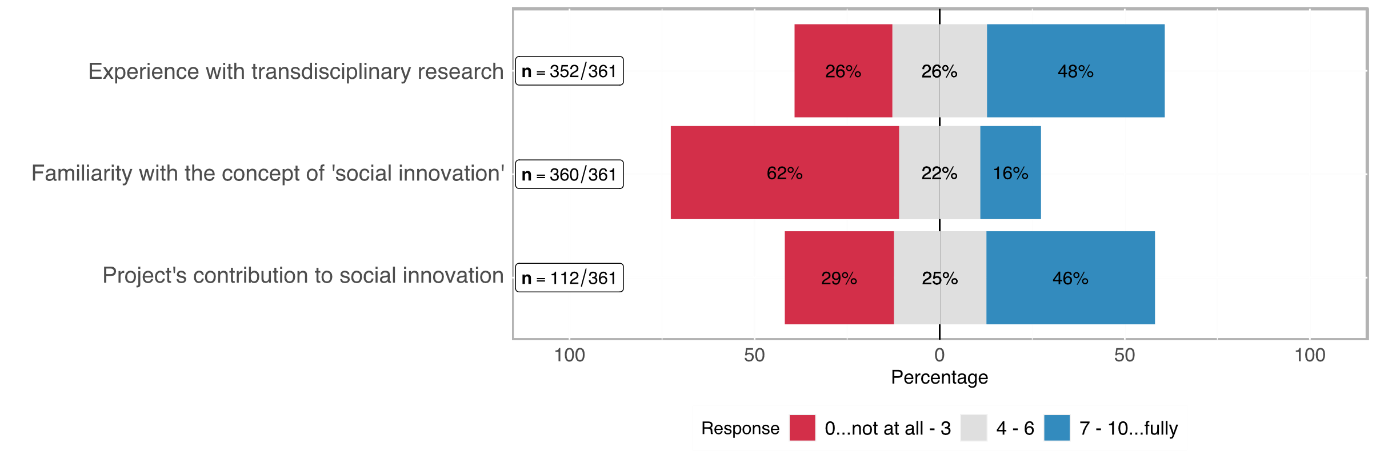 Experience with transdisciplinary research n = 352/361 26% 26% 48%
Familiarity with the concept of 'social innovation' n = 360/361 62% 22% 16%
Project's contribution to social innovation n = 112/361 29% 25% 46%
100 50 0 50 100
Percentage
Response 0...not at all - 3 4 - 6 7 - 10...fully